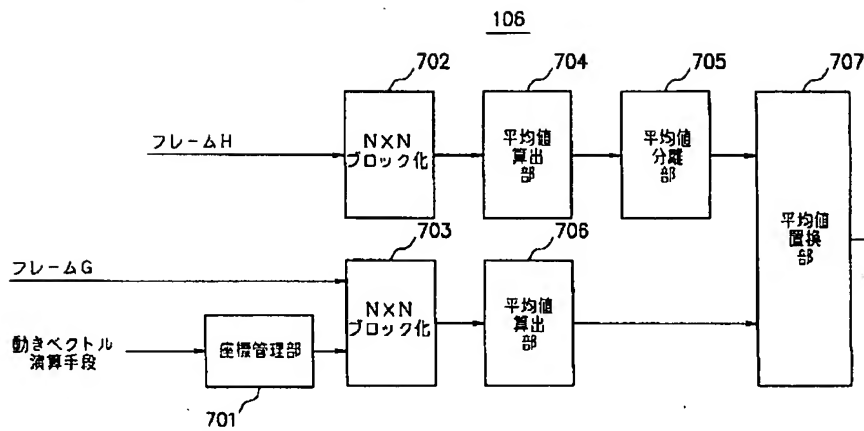 106
702
704
705
707
フレームH
N×N
ブロック化
平均値
算出
部
平均値
分離
部
703
706
平均値
置換
部
フレームG
N×N
ブロック化
平均値
算出
部
動きベクトル
演算手段
座標管理部
701